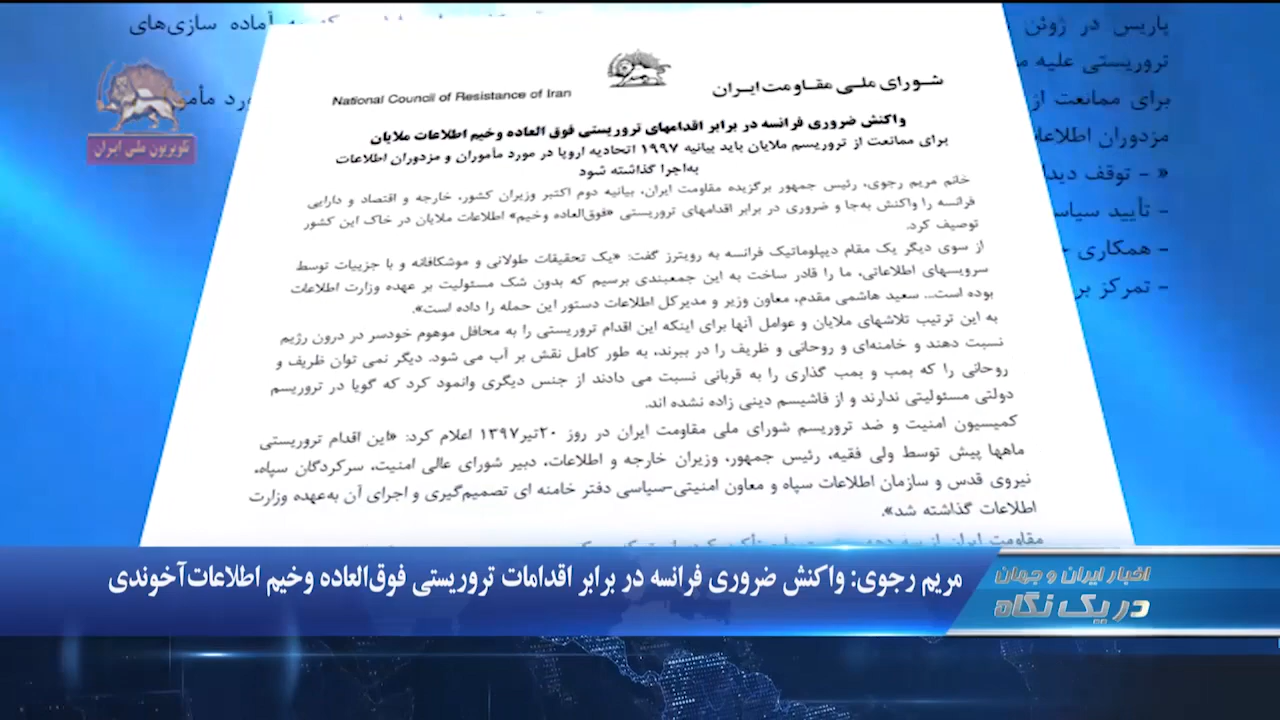 پاریس در ژوئن
آماده سازی‌های
تروریستی علیه
برای ممانعت از
مزدوران اطلاعات
« - توقف
- تأیید
- همکاری
- تمرکز
تلویزیون ملی ایران
National Council of Resistance of Iran
شورای ملی مقاومت ایران
واکنش ضروری فرانسه در برابر اقدامهای تروریستی فوق العاده وخیم اطلاعات ملایان
برای ممانعت از تروریسم ملایان باید بیانیه ۱۹۹۷ اتحادیه اروپا در مورد مأموران و مزدوران اطلاعات
به‌اجرا گذاشته شود
خانم مریم رجوی، رئیس جمهور برگزیده مقاومت ایران، بیانیه دوم اکتبر وزیران کشور، خارجه و اقتصاد و دارایی
فرانسه را واکنش به‌جا و ضروری در برابر اقدامهای تروریستی «فوق‌العاده وخیم» اطلاعات ملایان در خاک این کشور
توصیف کرد.
از سوی دیگر یک مقام دیپلوماتیک فرانسه به رویترز گفت: «یک تحقیقات طولانی و موشکافانه و با جزییات توسط
سرویسهای اطلاعاتی، ما را قادر ساخت به این جمعبندی برسیم که بدون شک مسئولیت بر عهده وزارت اطلاعات
بوده است... سعید هاشمی مقدم، معاون وزیر و مدیرکل اطلاعات دستور این حمله را داده است».
به این ترتیب تلاشهای ملایان و عوامل آنها برای اینکه این اقدام تروریستی را به محافل موهوم خودسر در درون رژیم
نسبت دهند و خامنه‌ای و روحانی و ظریف را در ببرند، به طور کامل نقش بر آب می شود. دیگر نمی توان ظریف و
روحانی را که بمب و بمب گذاری را به قربانی نسبت می دادند از جنس دیگری وانمود کرد که گویا در تروریسم
دولتی مسئولیتی ندارند و از فاشیسم دینی زاده نشده اند.
کمیسیون امنیت و ضد تروریسم شورای ملی مقاومت ایران در روز ۲۰تیر۱۳۹۷ اعلام کرد: «این اقدام تروریستی
ماهها پیش توسط ولی فقیه، رئیس جمهور، وزیران خارجه و اطلاعات، دبیر شورای عالی امنیت، سرکردگان سپاه،
نیروی قدس و سازمان اطلاعات سپاه و معاون امنیتی-سیاسی دفتر خامنه ای تصمیم‌گیری و اجرای آن به‌عهده وزارت
اطلاعات گذاشته شد».
مقاومت ایران از
مریم رجوی: واکنش ضروری فرانسه در برابر اقدامات تروریستی فوق‌العاده وخیم اطلاعات‌آخوندی
اخبار ایران و جهان
در یک نگاه